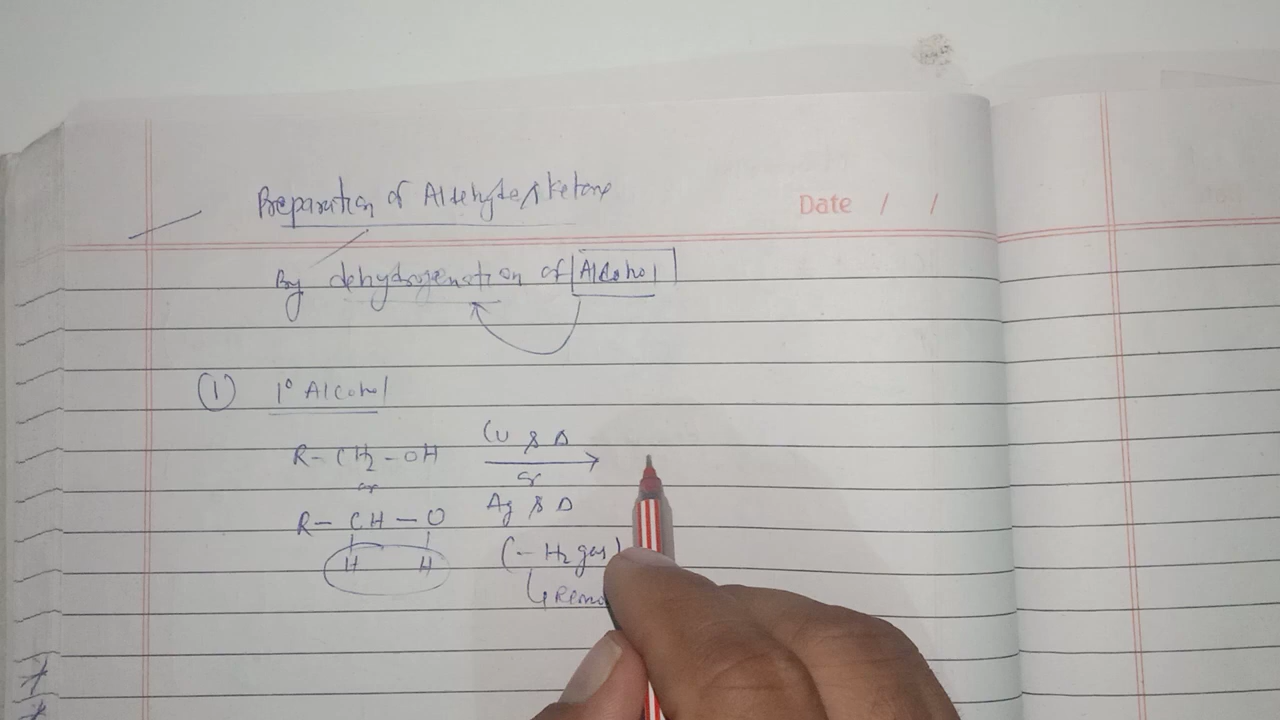 Preparation of Aldehyde & ketone
Date / /
By dehydrogenation of Alcohol
① 1° Alcohol
R- CH2 -OH Cu & Δ
or or
R- CH - O Ag & Δ
H H (- H2 gas)